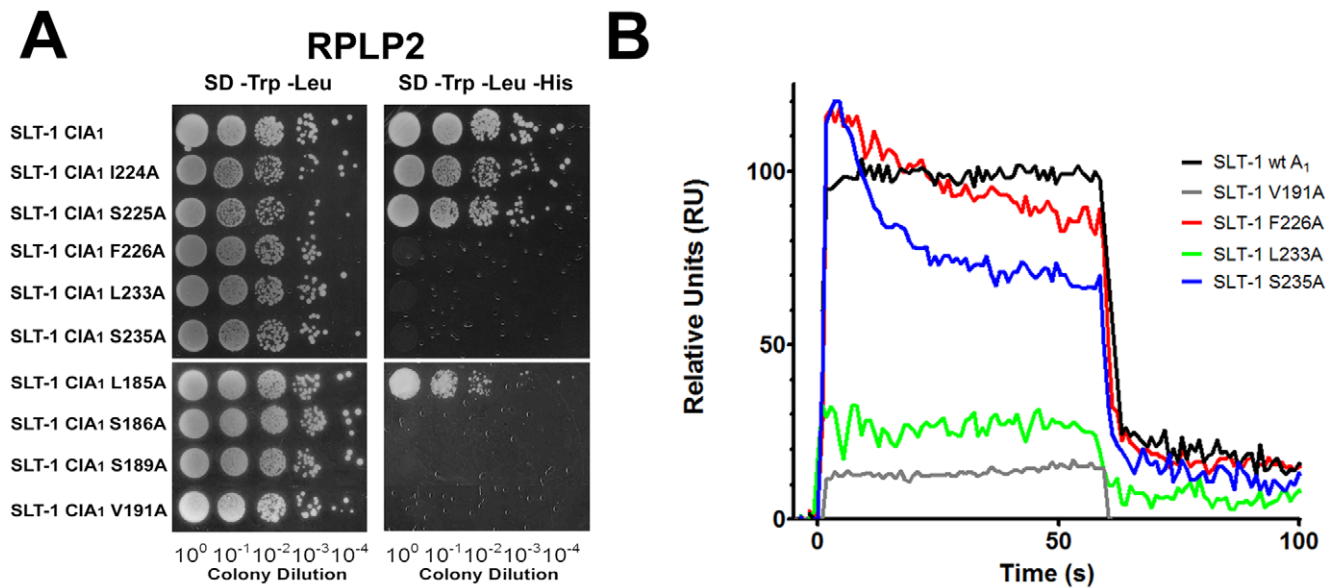 A
RPLP2
SD -Trp -Leu
SD -Trp -Leu -His
SLT-1 CIA₁
SLT-1 CIA₁ I224A
SLT-1 CIA₁ S225A
SLT-1 CIA₁ F226A
SLT-1 CIA₁ L233A
SLT-1 CIA₁ S235A
SLT-1 CIA₁ L185A
SLT-1 CIA₁ S186A
SLT-1 CIA₁ S189A
SLT-1 CIA₁ V191A
10⁰ 10⁻¹ 10⁻² 10⁻³ 10⁻⁴
Colony Dilution
10⁰ 10⁻¹ 10⁻² 10⁻³ 10⁻⁴
Colony Dilution
B
Relative Units (RU)
100
50
0
0 50 100
Time (s)
SLT-1 wt A₁
SLT-1 V191A
SLT-1 F226A
SLT-1 L233A
SLT-1 S235A